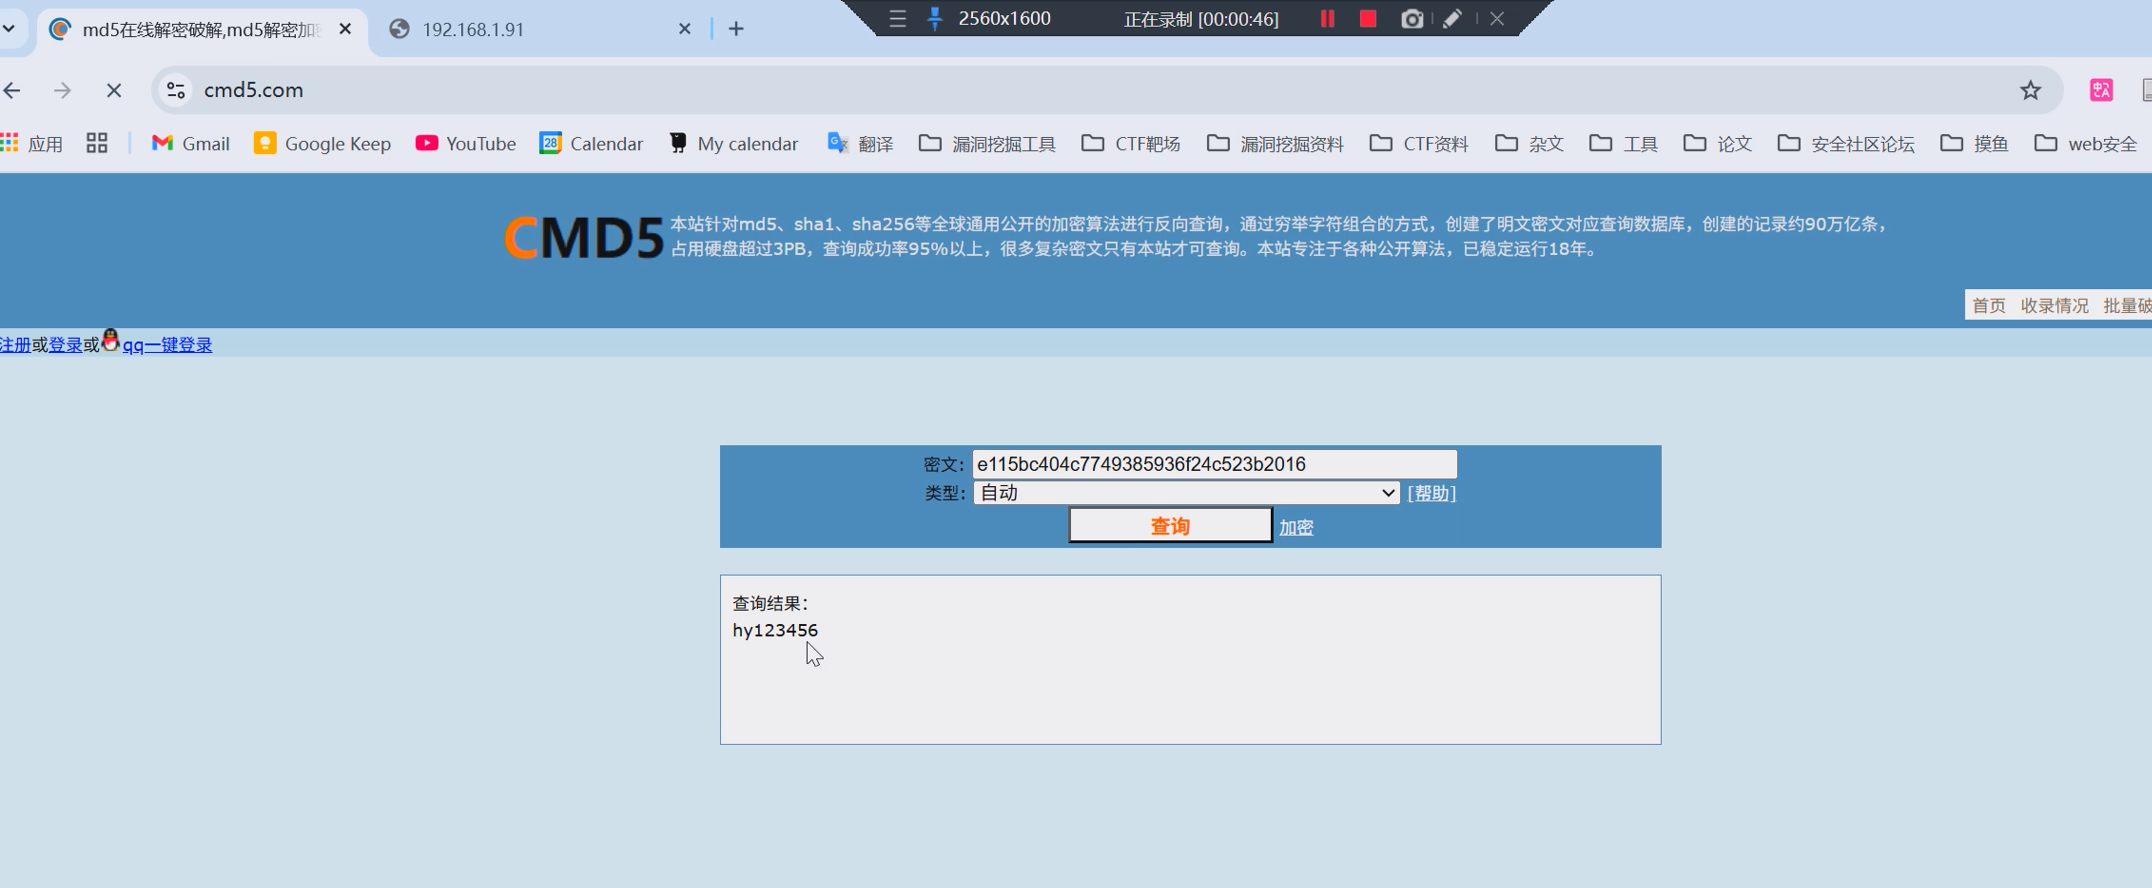 2560x1600 正在录制 [00:00:46]
md5在线解密破解,md5解密加
192.168.1.91
cmd5.com
应用 Gmail Google Keep YouTube 28 Calendar My calendar 翻译 漏洞挖掘工具 CTF靶场 漏洞挖掘资料 CTF资料 杂文 工具 论文 安全社区论坛 摸鱼 web安全
CMD5
本站针对md5、sha1、sha256等全球通用公开的加密算法进行反向查询，通过穷举字符组合的方式，创建了明文密文对应查询数据库，创建的记录约90万亿条，
占用硬盘超过3PB，查询成功率95%以上，很多复杂密文只有本站才可查询。本站专注于各种公开算法，已稳定运行18年。
首页 收录情况 批量破
注册或登录或qq一键登录
密文: e115bc404c7749385936f24c523b2016
类型: 自动 [帮助]
查询 加密
查询结果:
hy123456